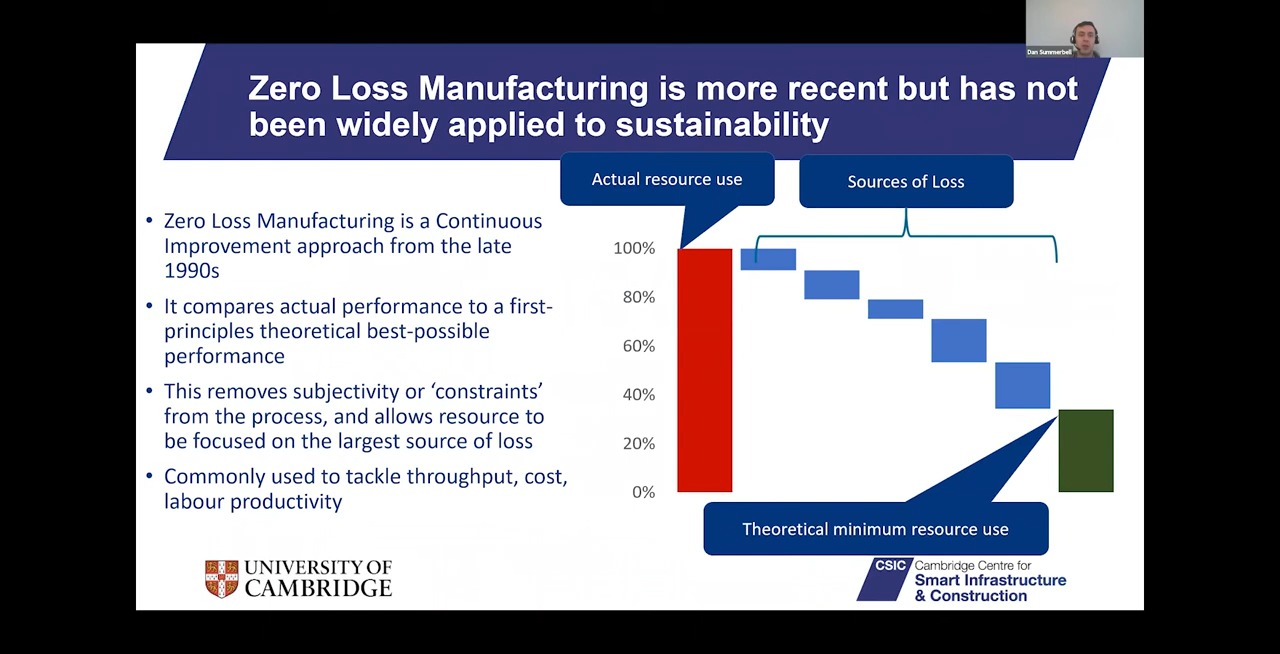 Dan Summerbell
Zero Loss Manufacturing is more recent but has not
been widely applied to sustainability
Actual resource use
Sources of Loss
• Zero Loss Manufacturing is a Continuous
Improvement approach from the late
1990s
• It compares actual performance to a first-
principles theoretical best-possible
performance
• This removes subjectivity or ‘constraints’
from the process, and allows resource to
be focused on the largest source of loss
• Commonly used to tackle throughput, cost,
labour productivity
100%
80%
60%
40%
20%
0%
Theoretical minimum resource use
UNIVERSITY OF
CAMBRIDGE
CSIC
Cambridge Centre for
Smart Infrastructure
& Construction